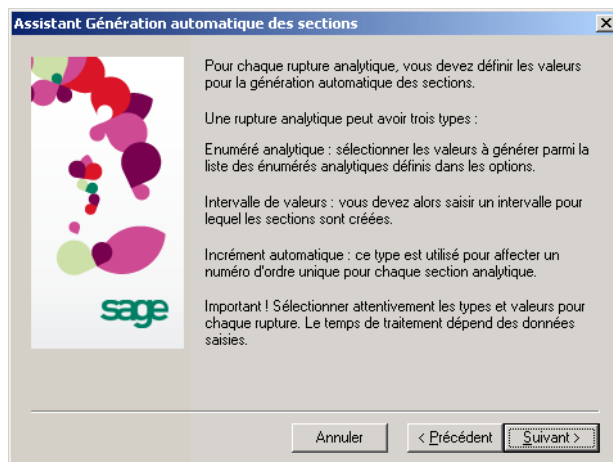 Assistant Génération automatique des sections
Pour chaque rupture analytique, vous devez définir les valeurs
pour la génération automatique des sections.
Une rupture analytique peut avoir trois types :
Enuméré analytique : sélectionner les valeurs à générer parmi la
liste des énumérés analytiques définis dans les options.
Intervalle de valeurs : vous devez alors saisir un intervalle pour
lequel les sections sont créées.
Incrément automatique : ce type est utilisé pour affecter un
numéro d'ordre unique pour chaque section analytique.
sage
Important ! Sélectionner attentivement les types et valeurs pour
chaque rupture. Le temps de traitement dépend des données
saisies.
Annuler
< Précédent
Suivant >